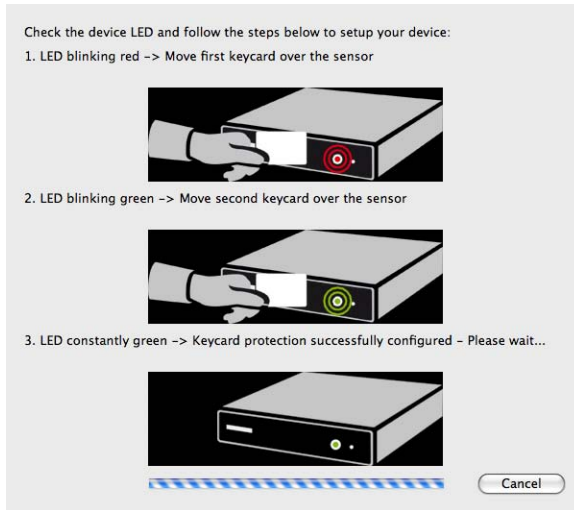 Check the device LED and follow the steps below to setup your device:
1. LED blinking red -> Move first keycard over the sensor
2. LED blinking green -> Move second keycard over the sensor
3. LED constantly green -> Keycard protection successfully configured - Please wait...
Cancel